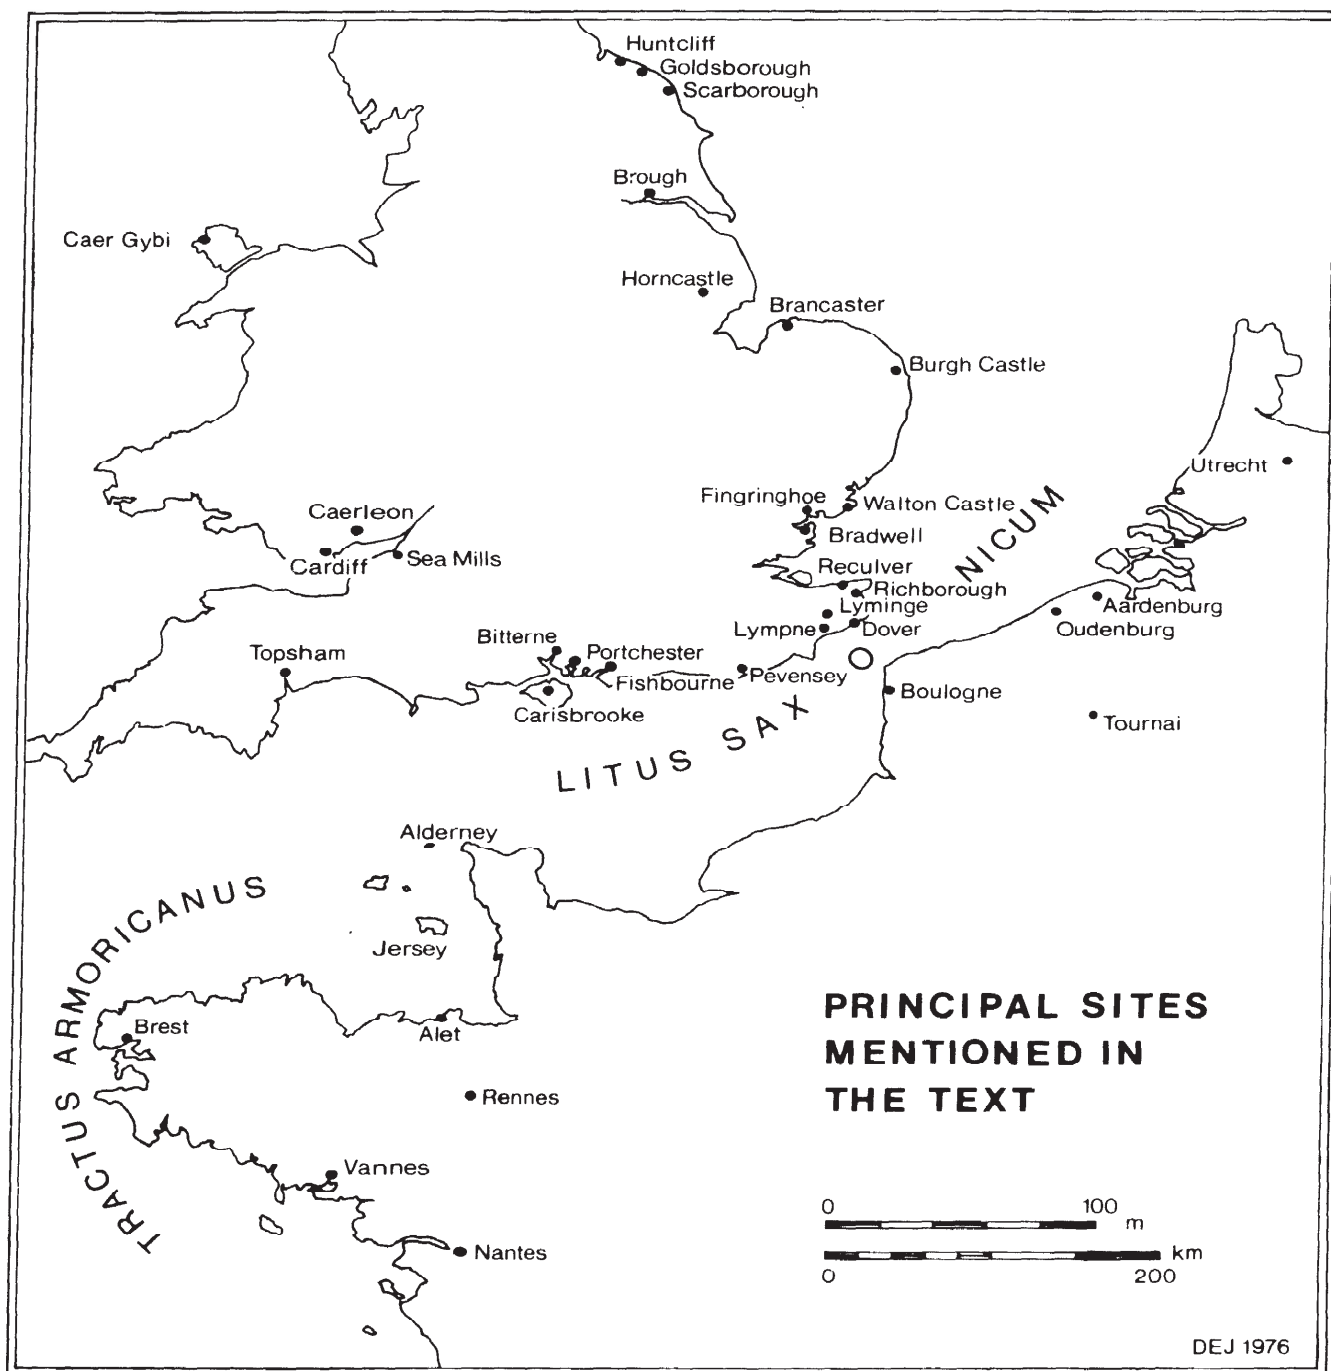 Huntcliff
Goldsborough
Scarborough
Brough
Caer Gybi
Horncastle
Brancaster
Burgh Castle
Utrecht
Fingringhoe
Walton Castle
Caerleon
Bradwell
Cardiff
Sea Mills
Reculver
Richborough
Lyminge
Aardenburg
Lympne
Dover
Oudenburg
Bitterne
Portchester
Topsham
Fishbourne
Pevensey
Boulogne
Carisbrooke
Tournai
LITUS SAX O NICUM
Alderney
Jersey
TRACTUS ARMORICANUS
Brest
Alet
Rennes
Vannes
Nantes
PRINCIPAL SITES
MENTIONED IN
THE TEXT
0 100
m
km
0 200
DEJ 1976